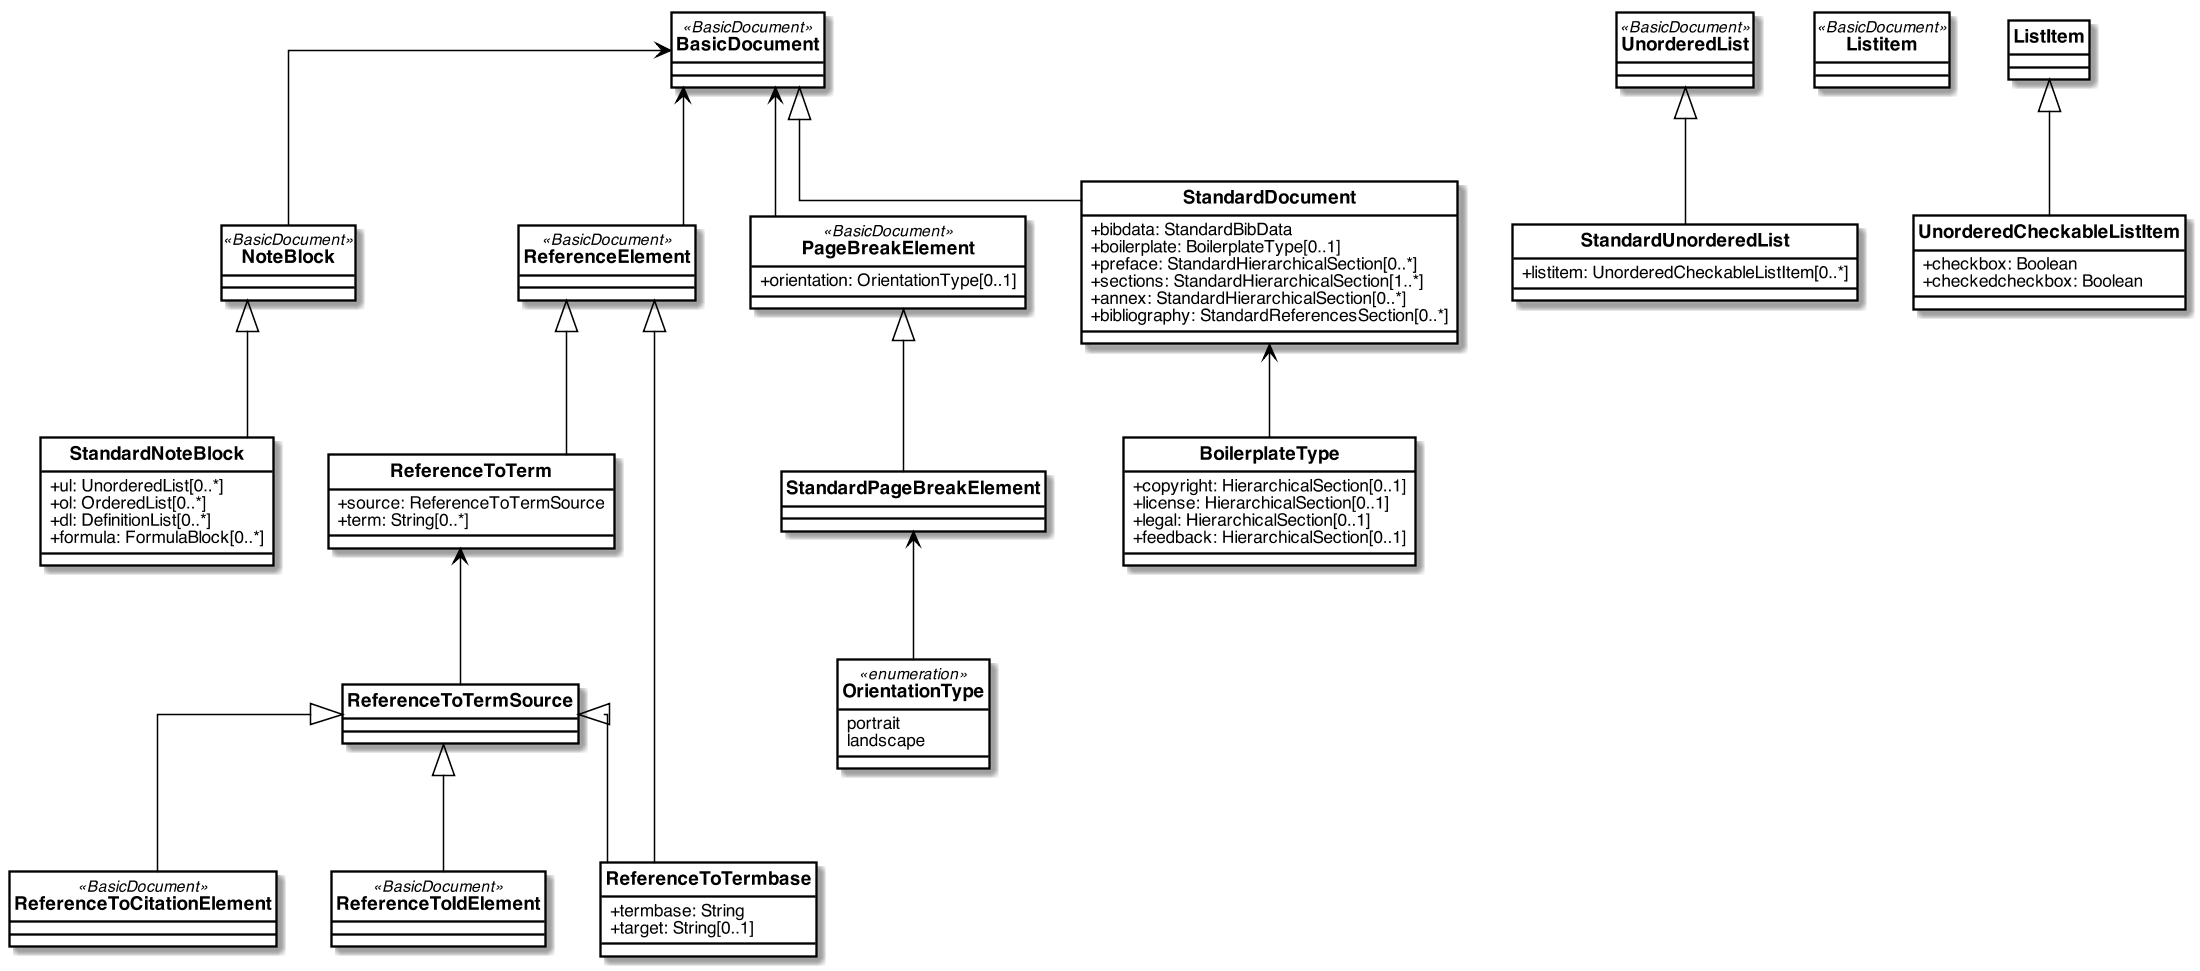 «BasicDocument»
BasicDocument
«BasicDocument»
UnorderedList
«BasicDocument»
Listitem
ListItem
StandardDocument
+bibdata: StandardBibData
+boilerplate: BoilerplateType[0..1]
+preface: StandardHierarchicalSection[0..*]
+sections: StandardHierarchicalSection[1..*]
+annex: StandardHierarchicalSection[0..*]
+bibliography: StandardReferencesSection[0..*]
«BasicDocument»
NoteBlock
«BasicDocument»
ReferenceElement
«BasicDocument»
PageBreakElement
+orientation: OrientationType[0..1]
StandardUnorderedList
+listitem: UnorderedCheckableListItem[0..*]
UnorderedCheckableListItem
+checkbox: Boolean
+checkedcheckbox: Boolean
StandardNoteBlock
+ul: UnorderedList[0..*]
+ol: OrderedList[0..*]
+dl: DefinitionList[0..*]
+formula: FormulaBlock[0..*]
ReferenceToTerm
+source: ReferenceToTermSource
+term: String[0..*]
StandardPageBreakElement
BoilerplateType
+copyright: HierarchicalSection[0..1]
+license: HierarchicalSection[0..1]
+legal: HierarchicalSection[0..1]
+feedback: HierarchicalSection[0..1]
ReferenceToTermSource
«enumeration»
OrientationType
portrait
landscape
«BasicDocument»
ReferenceToCitationElement
«BasicDocument»
ReferenceToIdElement
ReferenceToTermbase
+termbase: String
+target: String[0..1]